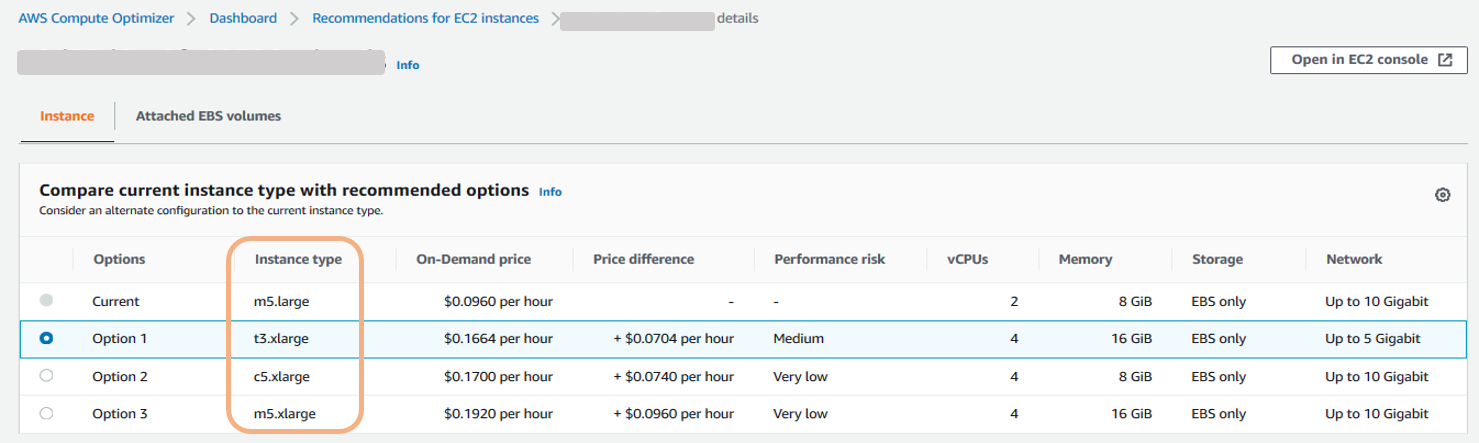 AWS Compute Optimizer > Dashboard > Recommendations for EC2 instances > details
Info
Open in EC2 console
Instance Attached EBS volumes
Compare current instance type with recommended options Info
Consider an alternate configuration to the current instance type.
Options Instance type On-Demand price Price difference Performance risk vCPUs Memory Storage Network
Current m5.large $0.0960 per hour - - 2 8 GiB EBS only Up to 10 Gigabit
Option 1 t3.xlarge $0.1664 per hour + $0.0704 per hour Medium 4 16 GiB EBS only Up to 5 Gigabit
Option 2 c5.xlarge $0.1700 per hour + $0.0740 per hour Very low 4 8 GiB EBS only Up to 10 Gigabit
Option 3 m5.xlarge $0.1920 per hour + $0.0960 per hour Very low 4 16 GiB EBS only Up to 10 Gigabit